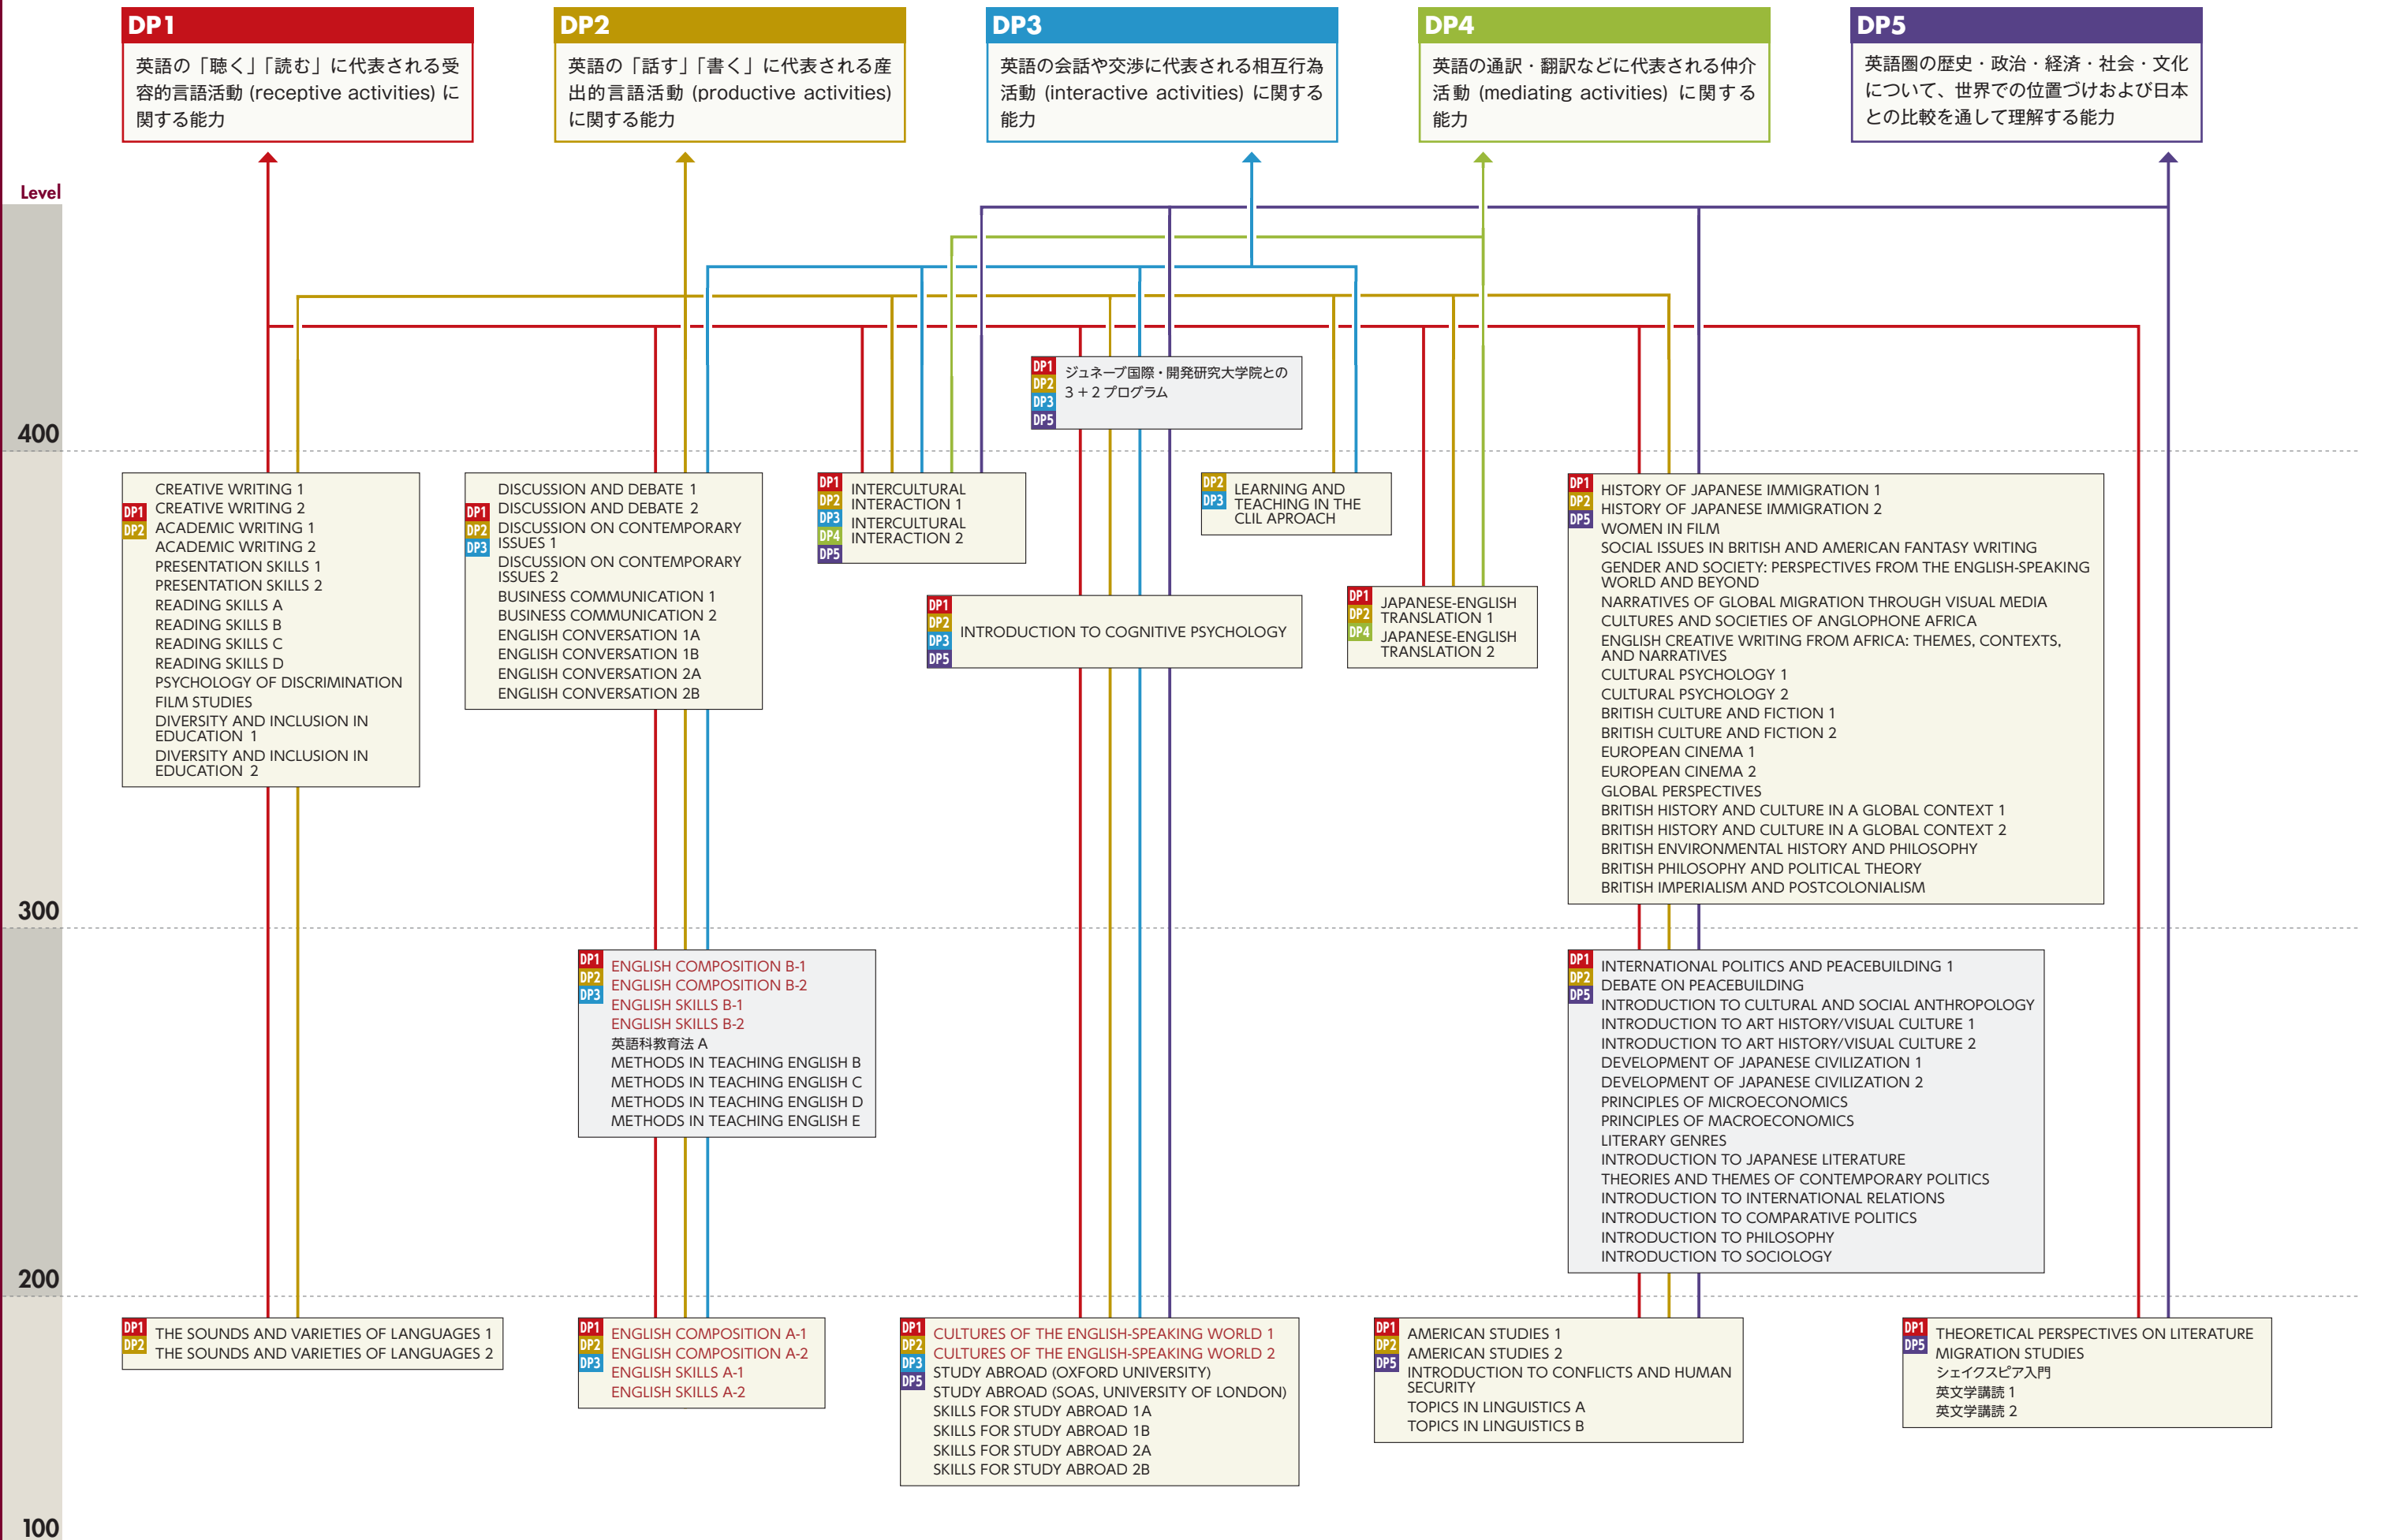 DP1
英語の「聴く」「読む」に代表される受
容的言語活動 (receptive activities) に
関する能力
DP2
英語の「話す」「書く」に代表される産
出的言語活動 (productive activities)
に関する能力
DP3
英語の会話や交渉に代表される相互行為
活動 (interactive activities) に関する
能力
DP4
英語の通訳・翻訳などに代表される仲介
活動 (mediating activities) に関する
能力
DP5
英語圏の歴史・政治・経済・社会・文化
について、世界での位置づけおよび日本
との比較を通して理解する能力
Level
DP1
DP2
DP3
DP5
ジュネーブ国際・開発研究大学院との
3 + 2 プログラム
400
DP1
DP2
CREATIVE WRITING 1
CREATIVE WRITING 2
ACADEMIC WRITING 1
ACADEMIC WRITING 2
PRESENTATION SKILLS 1
PRESENTATION SKILLS 2
READING SKILLS A
READING SKILLS B
READING SKILLS C
READING SKILLS D
PSYCHOLOGY OF DISCRIMINATION
FILM STUDIES
DIVERSITY AND INCLUSION IN
EDUCATION 1
DIVERSITY AND INCLUSION IN
EDUCATION 2
DP1
DP2
DP3
DISCUSSION AND DEBATE 1
DISCUSSION AND DEBATE 2
DISCUSSION ON CONTEMPORARY
ISSUES 1
DISCUSSION ON CONTEMPORARY
ISSUES 2
BUSINESS COMMUNICATION 1
BUSINESS COMMUNICATION 2
ENGLISH CONVERSATION 1A
ENGLISH CONVERSATION 1B
ENGLISH CONVERSATION 2A
ENGLISH CONVERSATION 2B
DP1
DP2
DP3
DP4
DP5
INTERCULTURAL
INTERACTION 1
INTERCULTURAL
INTERACTION 2
DP2
DP3
LEARNING AND
TEACHING IN THE
CLIL APROACH
DP1
DP2
DP3
DP5
INTRODUCTION TO COGNITIVE PSYCHOLOGY
DP1
DP2
DP4
JAPANESE-ENGLISH
TRANSLATION 1
JAPANESE-ENGLISH
TRANSLATION 2
DP1
DP2
DP5
HISTORY OF JAPANESE IMMIGRATION 1
HISTORY OF JAPANESE IMMIGRATION 2
WOMEN IN FILM
SOCIAL ISSUES IN BRITISH AND AMERICAN FANTASY WRITING
GENDER AND SOCIETY: PERSPECTIVES FROM THE ENGLISH-SPEAKING
WORLD AND BEYOND
NARRATIVES OF GLOBAL MIGRATION THROUGH VISUAL MEDIA
CULTURES AND SOCIETIES OF ANGLOPHONE AFRICA
ENGLISH CREATIVE WRITING FROM AFRICA: THEMES, CONTEXTS,
AND NARRATIVES
CULTURAL PSYCHOLOGY 1
CULTURAL PSYCHOLOGY 2
BRITISH CULTURE AND FICTION 1
BRITISH CULTURE AND FICTION 2
EUROPEAN CINEMA 1
EUROPEAN CINEMA 2
GLOBAL PERSPECTIVES
BRITISH HISTORY AND CULTURE IN A GLOBAL CONTEXT 1
BRITISH HISTORY AND CULTURE IN A GLOBAL CONTEXT 2
BRITISH ENVIRONMENTAL HISTORY AND PHILOSOPHY
BRITISH PHILOSOPHY AND POLITICAL THEORY
BRITISH IMPERIALISM AND POSTCOLONIALISM
300
DP1
DP2
DP3
ENGLISH COMPOSITION B-1
ENGLISH COMPOSITION B-2
ENGLISH SKILLS B-1
ENGLISH SKILLS B-2
英語科教育法 A
METHODS IN TEACHING ENGLISH B
METHODS IN TEACHING ENGLISH C
METHODS IN TEACHING ENGLISH D
METHODS IN TEACHING ENGLISH E
DP1
DP2
DP5
INTERNATIONAL POLITICS AND PEACEBUILDING 1
DEBATE ON PEACEBUILDING
INTRODUCTION TO CULTURAL AND SOCIAL ANTHROPOLOGY
INTRODUCTION TO ART HISTORY/VISUAL CULTURE 1
INTRODUCTION TO ART HISTORY/VISUAL CULTURE 2
DEVELOPMENT OF JAPANESE CIVILIZATION 1
DEVELOPMENT OF JAPANESE CIVILIZATION 2
PRINCIPLES OF MICROECONOMICS
PRINCIPLES OF MACROECONOMICS
LITERARY GENRES
INTRODUCTION TO JAPANESE LITERATURE
THEORIES AND THEMES OF CONTEMPORARY POLITICS
INTRODUCTION TO INTERNATIONAL RELATIONS
INTRODUCTION TO COMPARATIVE POLITICS
INTRODUCTION TO PHILOSOPHY
INTRODUCTION TO SOCIOLOGY
200
DP1
DP2
THE SOUNDS AND VARIETIES OF LANGUAGES 1
THE SOUNDS AND VARIETIES OF LANGUAGES 2
DP1
DP2
DP3
ENGLISH COMPOSITION A-1
ENGLISH COMPOSITION A-2
ENGLISH SKILLS A-1
ENGLISH SKILLS A-2
DP1
DP2
DP3
DP5
CULTURES OF THE ENGLISH-SPEAKING WORLD 1
CULTURES OF THE ENGLISH-SPEAKING WORLD 2
STUDY ABROAD (OXFORD UNIVERSITY)
STUDY ABROAD (SOAS, UNIVERSITY OF LONDON)
SKILLS FOR STUDY ABROAD 1A
SKILLS FOR STUDY ABROAD 1B
SKILLS FOR STUDY ABROAD 2A
SKILLS FOR STUDY ABROAD 2B
DP1
DP2
DP5
AMERICAN STUDIES 1
AMERICAN STUDIES 2
INTRODUCTION TO CONFLICTS AND HUMAN
SECURITY
TOPICS IN LINGUISTICS A
TOPICS IN LINGUISTICS B
DP1
DP5
THEORETICAL PERSPECTIVES ON LITERATURE
MIGRATION STUDIES
シェイクスピア入門
英文学講読 1
英文学講読 2
100